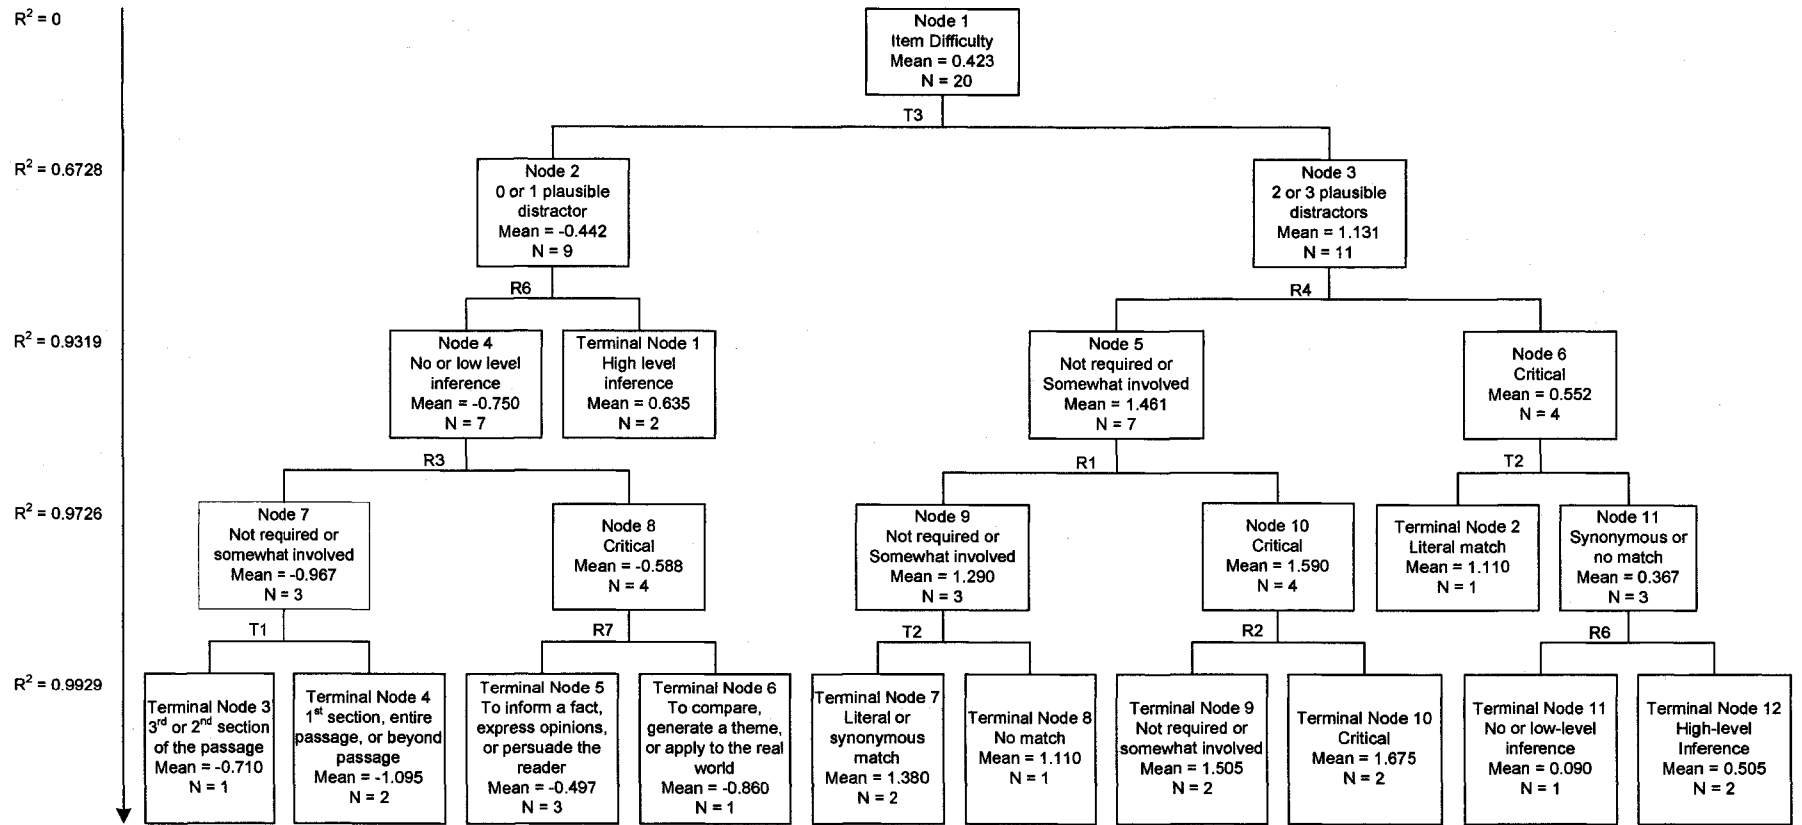 R² = 0
Node 1
Item Difficulty
Mean = 0.423
N = 20
T3
R² = 0.6728
Node 2
0 or 1 plausible
distractor
Mean = -0.442
N = 9
Node 3
2 or 3 plausible
distractors
Mean = 1.131
N = 11
R6
R4
R² = 0.9319
Node 4
No or low level
inference
Mean = -0.750
N = 7
Terminal Node 1
High level
inference
Mean = 0.635
N = 2
Node 5
Not required or
Somewhat involved
Mean = 1.461
N = 7
Node 6
Critical
Mean = 0.552
N = 4
R3
R1
T2
R² = 0.9726
Node 7
Not required or
somewhat involved
Mean = -0.967
N = 3
Node 8
Critical
Mean = -0.588
N = 4
Node 9
Not required or
Somewhat involved
Mean = 1.290
N = 3
Node 10
Critical
Mean = 1.590
N = 4
Terminal Node 2
Literal match
Mean = 1.110
N = 1
Node 11
Synonymous or
no match
Mean = 0.367
N = 3
T1
R7
T2
R2
R6
R² = 0.9929
Terminal Node 3
3rd or 2nd section
of the passage
Mean = -0.710
N = 1
Terminal Node 4
1st section, entire
passage, or beyond
passage
Mean = -1.095
N = 2
Terminal Node 5
To inform a fact,
express opinions,
or persuade the
reader
Mean = -0.497
N = 3
Terminal Node 6
To compare,
generate a theme,
or apply to the real
world
Mean = -0.860
N = 1
Terminal Node 7
Literal or
synonymous
match
Mean = 1.380
N = 2
Terminal Node 8
No match
Mean = 1.110
N = 1
Terminal Node 9
Not required or
somewhat involved
Mean = 1.505
N = 2
Terminal Node 10
Critical
Mean = 1.675
N = 2
Terminal Node 11
No or low-level
inference
Mean = 0.090
N = 1
Terminal Node 12
High-level
Inference
Mean = 0.505
N = 2